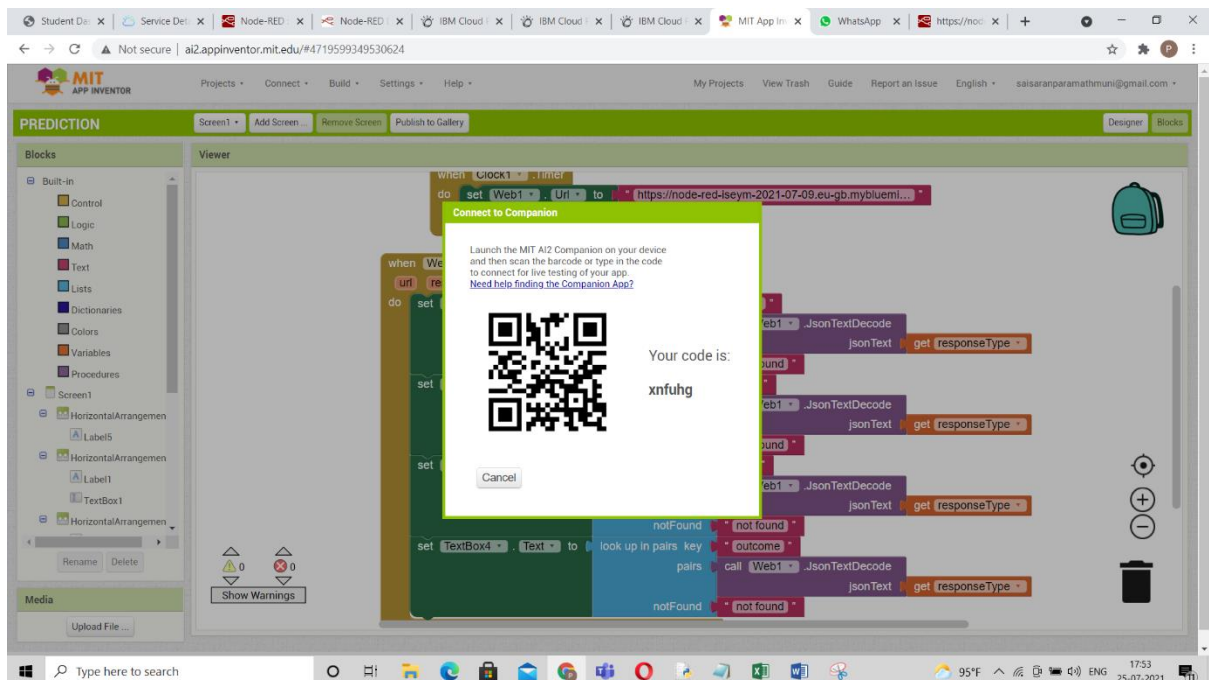 Student Da
Service Det
Node-RED
Node-RED
IBM Cloud
IBM Cloud
IBM Cloud
MIT App In
WhatsApp
https://nod
Not secure | ai2.appinventor.mit.edu/#4719599349530624
P
MIT
APP INVENTOR
Projects Connect Build Settings Help My Projects View Trash Guide Report an Issue English saisaranparamathmuni@gmail.com
PREDICTION Screen1 Add Screen ... Remove Screen Publish to Gallery Designer Blocks
Blocks
Viewer
Built-in
Control
Logic
Math
Text
Lists
Dictionaries
Colors
Variables
Procedures
Screen1
HorizontalArrangemen
Label5
HorizontalArrangemen
Label1
TextBox1
HorizontalArrangemen
Rename Delete
Media
Upload File ...
when Clock1 .Timer
do set Web1 . Url to " https://node-red-lseym-2021-07-09.eu-gb.mybluemi... "
when
url
do set
JsonTextDecode
jsonText get responseType
set
JsonTextDecode
jsonText get responseType
set
JsonTextDecode
jsonText get responseType
notFound " not found "
set TextBox4 . Text to look up in pairs key " outcome "
pairs call Web1 .JsonTextDecode
jsonText get responseType
notFound " not found "
0 0
Show Warnings
Connect to Companion
Launch the MIT AI2 Companion on your device
and then scan the barcode or type in the code
to connect for live testing of your app.
Need help finding the Companion App?
Your code is:
xnfuhg
Cancel
Type here to search
95°F
ENG
17:53
25-07-2021